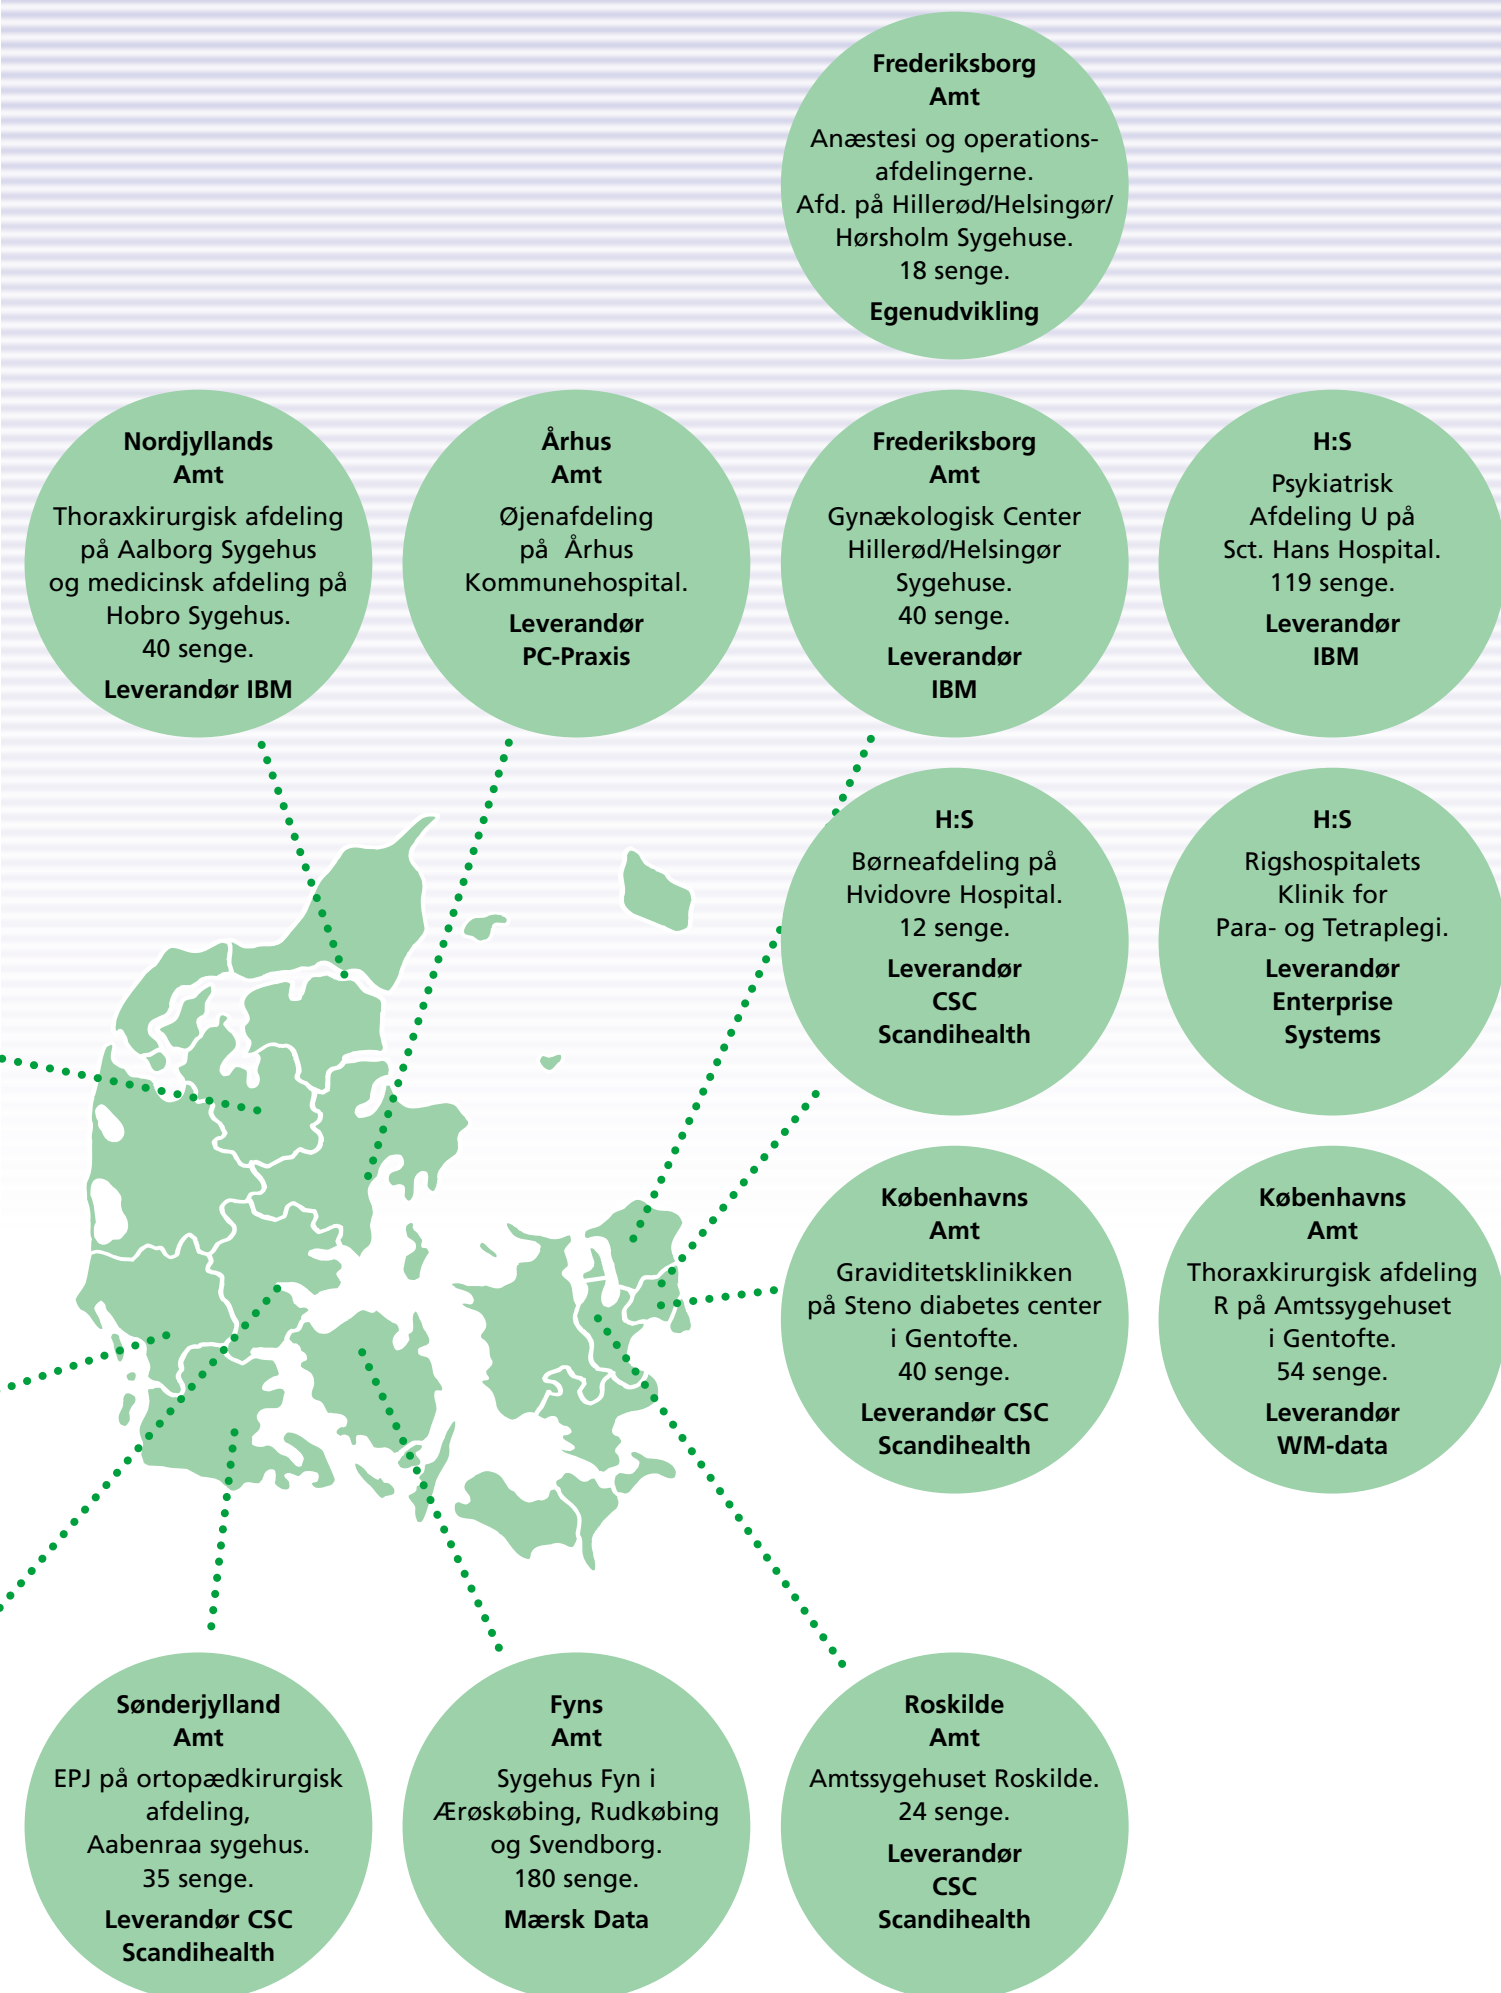 Frederiksborg
Amt
Anæstesi og operations-
afdelingerne.
Afd. på Hillerød/Helsingør/
Hørsholm Sygehuse.
18 senge.
Egenudvikling
Nordjyllands
Amt
Thoraxkirurgisk afdeling
på Aalborg Sygehus
og medicinsk afdeling på
Hobro Sygehus.
40 senge.
Leverandør IBM
Århus
Amt
Øjenafdeling
på Århus
Kommunehospital.
Leverandør
PC-Praxis
Frederiksborg
Amt
Gynækologisk Center
Hillerød/Helsingør
Sygehuse.
40 senge.
Leverandør
IBM
H:S
Psykiatrisk
Afdeling U på
Sct. Hans Hospital.
119 senge.
Leverandør
IBM
H:S
Børneafdeling på
Hvidovre Hospital.
12 senge.
Leverandør
CSC
Scandihealth
H:S
Rigshospitalets
Klinik for
Para- og Tetraplegi.
Leverandør
Enterprise
Systems
Københavns
Amt
Graviditetsklinikken
på Steno diabetes center
i Gentofte.
40 senge.
Leverandør CSC
Scandihealth
Københavns
Amt
Thoraxkirurgisk afdeling
R på Amtssygehuset
i Gentofte.
54 senge.
Leverandør
WM-data
Sønderjylland
Amt
EPJ på ortopædkirurgisk
afdeling,
Aabenraa sygehus.
35 senge.
Leverandør CSC
Scandihealth
Fyns
Amt
Sygehus Fyn i
Ærøskøbing, Rudkøbing
og Svendborg.
180 senge.
Mærsk Data
Roskilde
Amt
Amtssygehuset Roskilde.
24 senge.
Leverandør
CSC
Scandihealth